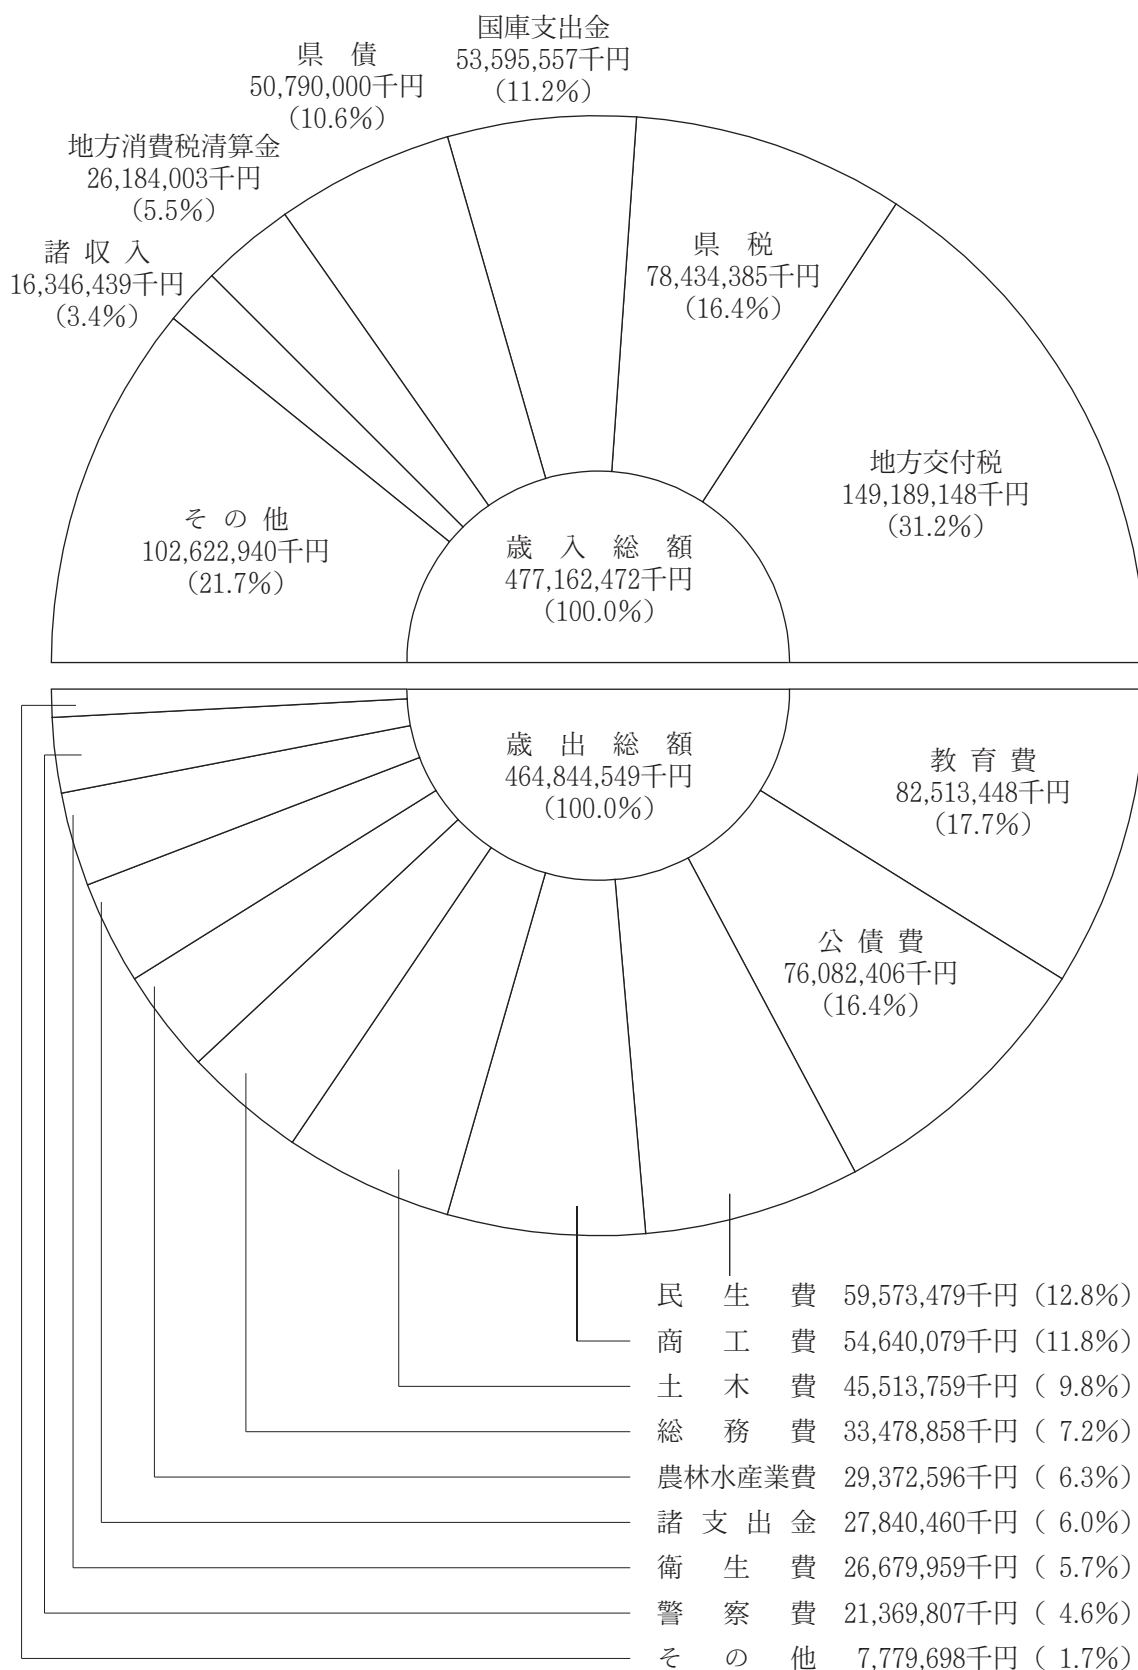 国庫支出金
53,595,557千円
(11.2%)
県 債
50,790,000千円
(10.6%)
地方消費税清算金
26,184,003千円
(5.5%)
諸 収 入
16,346,439千円
(3.4%)
県 税
78,434,385千円
(16.4%)
地方交付税
149,189,148千円
(31.2%)
そ の 他
102,622,940千円
(21.7%)
歳 入 総 額
477,162,472千円
(100.0%)
歳 出 総 額
464,844,549千円
(100.0%)
教 育 費
82,513,448千円
(17.7%)
公 債 費
76,082,406千円
(16.4%)
民 生 費 59,573,479千円 (12.8%)
商 工 費 54,640,079千円 (11.8%)
土 木 費 45,513,759千円 ( 9.8%)
総 務 費 33,478,858千円 ( 7.2%)
農林水産業費 29,372,596千円 ( 6.3%)
諸 支 出 金 27,840,460千円 ( 6.0%)
衛 生 費 26,679,959千円 ( 5.7%)
警 察 費 21,369,807千円 ( 4.6%)
そ の 他 7,779,698千円 ( 1.7%)